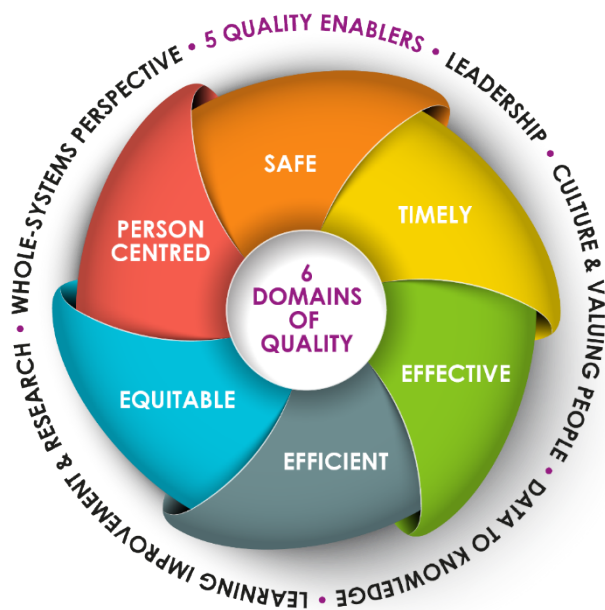 • 5 QUALITY ENABLERS • LEADERSHIP • CULTURE & VALUING PEOPLE • DATA TO KNOWLEDGE • LEARNING IMPROVEMENT & RESEARCH • WHOLE-SYSTEMS PERSPECTIVE
SAFE
TIMELY
EFFECTIVE
EFFICIENT
EQUITABLE
PERSON
CENTRED
6
DOMAINS
OF
QUALITY